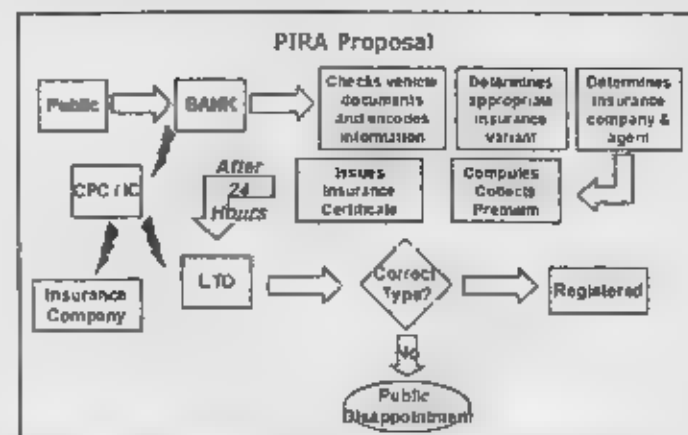 PIRA Proposal
Public
BANK
Checks vehicle
documents
and encodes
information
Determines
appropriate
insurance
variant
Determines
insurance
company &
agent
CPC / IC
After
24
Hours
Issues
Insurance
Certificate
Computes
Collects
Premium
Insurance
Company
LTO
Correct
Type?
Registered
No
Public
Disappointment